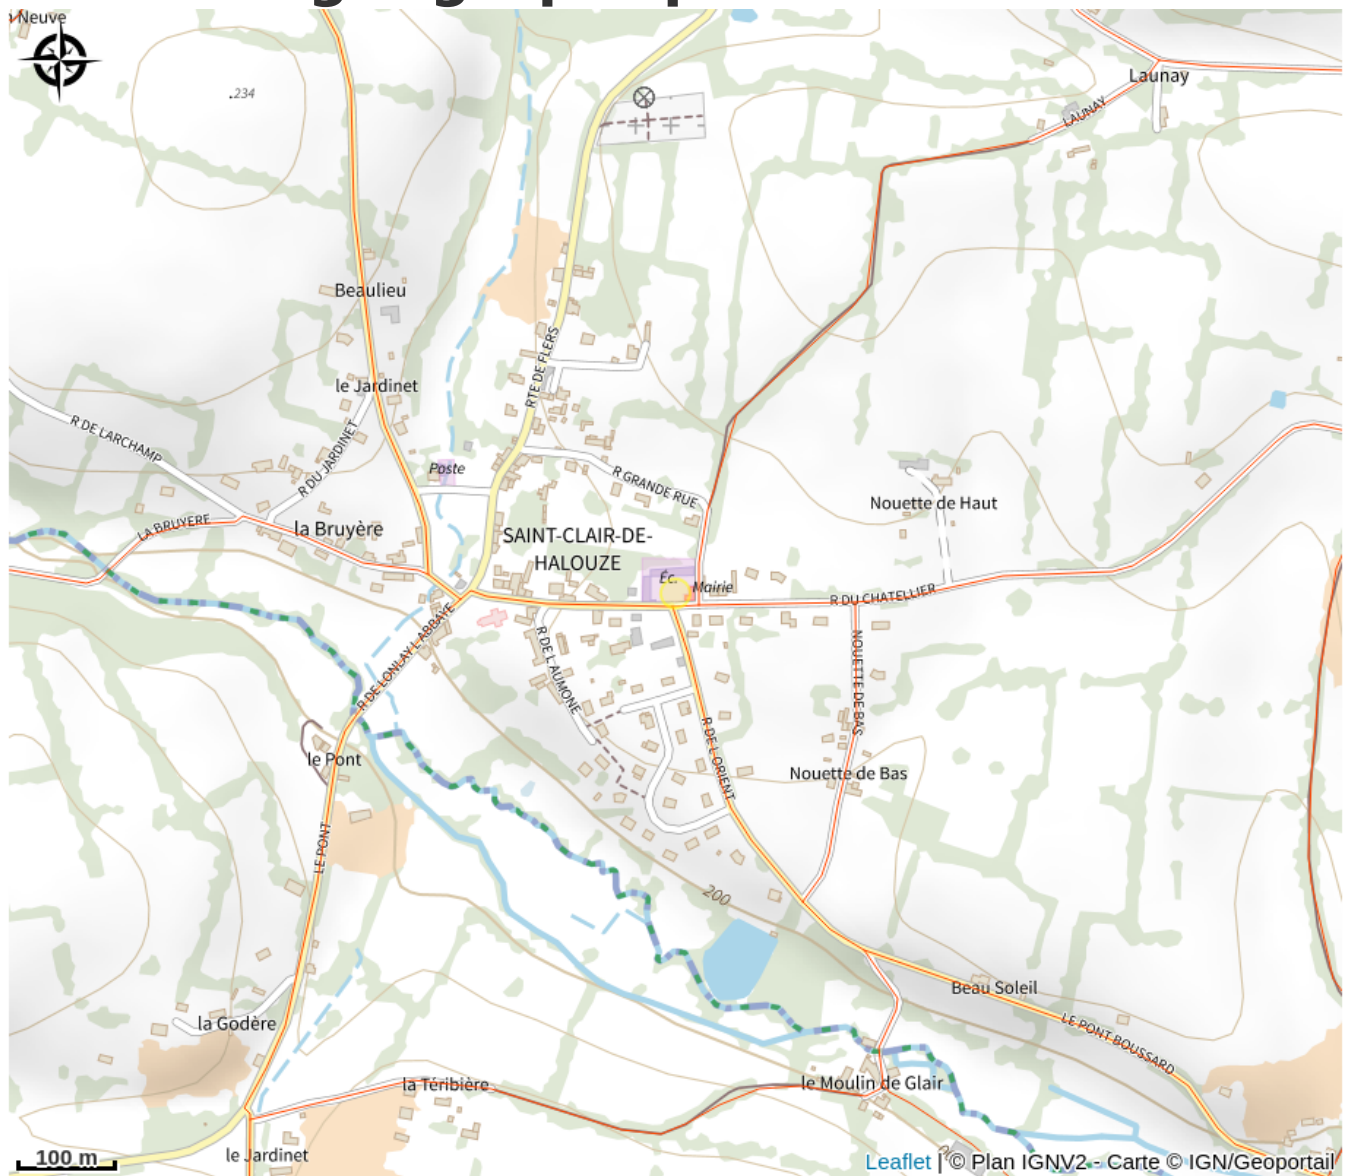 Neuve
.234
Launay
LAUNAY
Beaulieu
RTE DE FLERS
le Jardinet
R DE LARCHAMP
R DU JARDINET
Poste
R GRANDE RUE
Nouette de Haut
LA BRUYERE
la Bruyère
SAINT-CLAIR-DE-
HALOUZE
Éc.
Mairie
R DU CHATELLIER
R DE LONLAY L ABBAYE
R DE L AUMONE
NOUETTE DE BAS
R DE L ORIENT
le Pont
Nouette de Bas
LE PONT
200
Beau Soleil
la Godère
LE PONT BOUSSARD
la Téribière
le Moulin de Glair
le Jardinet
100 m
Leaflet | © Plan IGNV2 - Carte © IGN/Geoportail